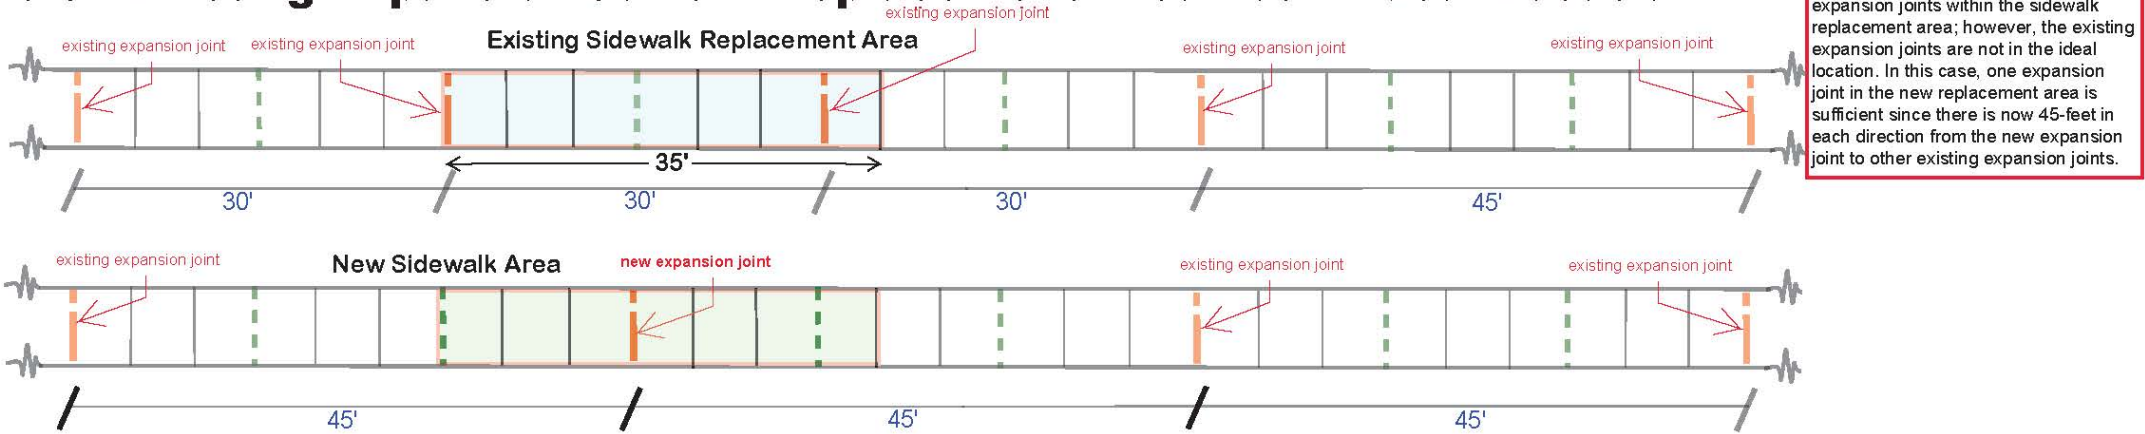 existing expansion joint
existing expansion joint
Existing Sidewalk Replacement Area
existing expansion joint
existing expansion joint
existing expansion joint
35'
30'
30'
30'
45'
expansion joints within the sidewalk
replacement area; however, the existing
expansion joints are not in the ideal
location. In this case, one expansion
joint in the new replacement area is
sufficient since there is now 45-feet in
each direction from the new expansion
joint to other existing expansion joints.
existing expansion joint
New Sidewalk Area
new expansion joint
existing expansion joint
existing expansion joint
45'
45'
45'